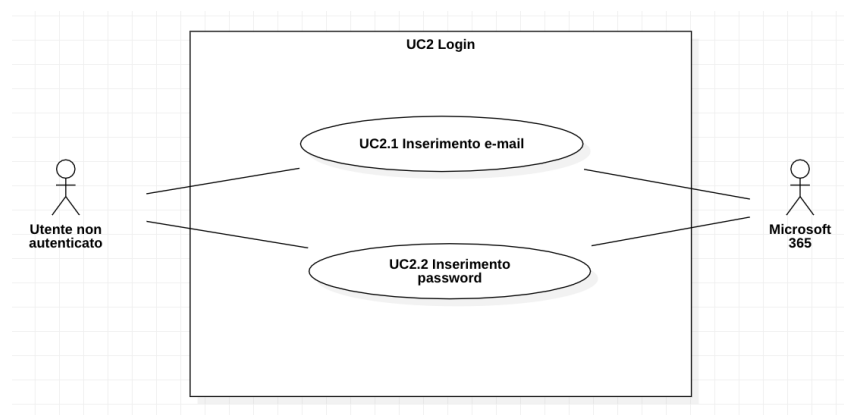 UC2 Login
UC2.1 Inserimento e-mail
Utente non
autenticato
Microsoft
365
UC2.2 Inserimento
password